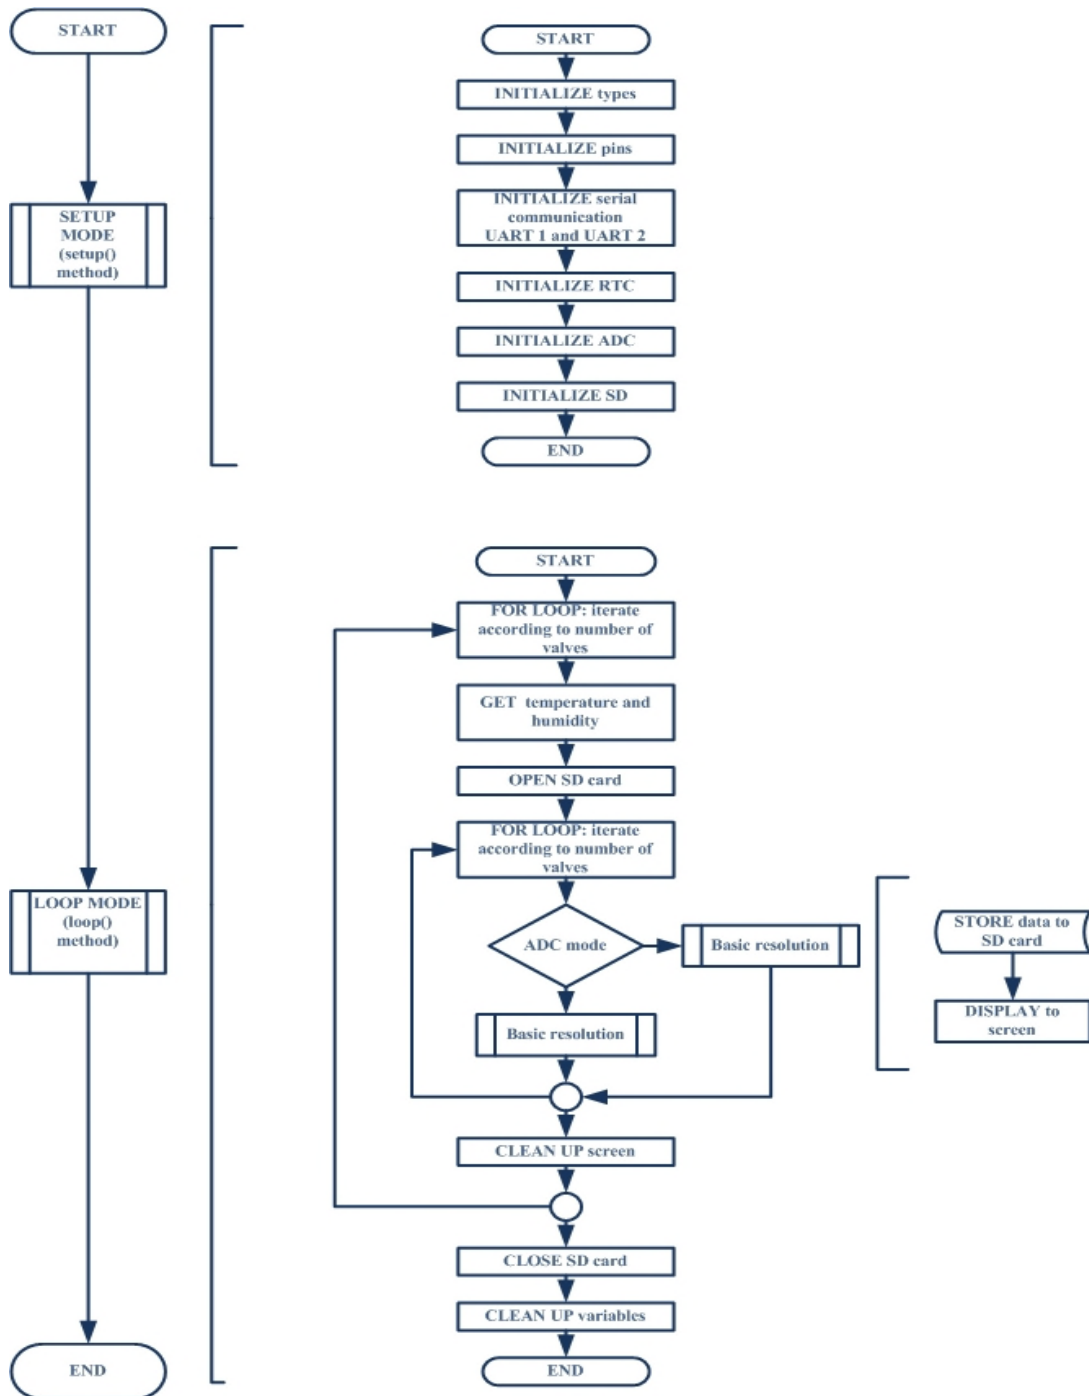 START
SETUP
MODE
(setup()
method)
LOOP MODE
(loop()
method)
END
START
INITIALIZE types
INITIALIZE pins
INITIALIZE serial
communication
UART 1 and UART 2
INITIALIZE RTC
INITIALIZE ADC
INITIALIZE SD
END
START
FOR LOOP: iterate
according to number of
valves
GET temperature and
humidity
OPEN SD card
FOR LOOP: iterate
according to number of
valves
ADC mode
Basic resolution
Basic resolution
STORE data to
SD card
DISPLAY to
screen
CLEAN UP screen
CLOSE SD card
CLEAN UP variables
END